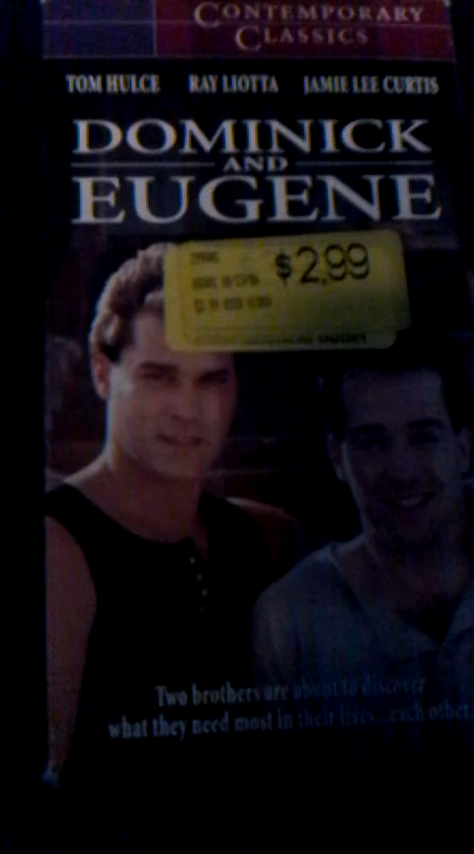 CONTEMPORARY
CLASSICS
TOM HULCE RAY LIOTTA JAMIE LEE CURTIS
DOMINICK
AND
EUGENE
$2.99
Two brothers are about to discover
what they need most in their lives...each other.